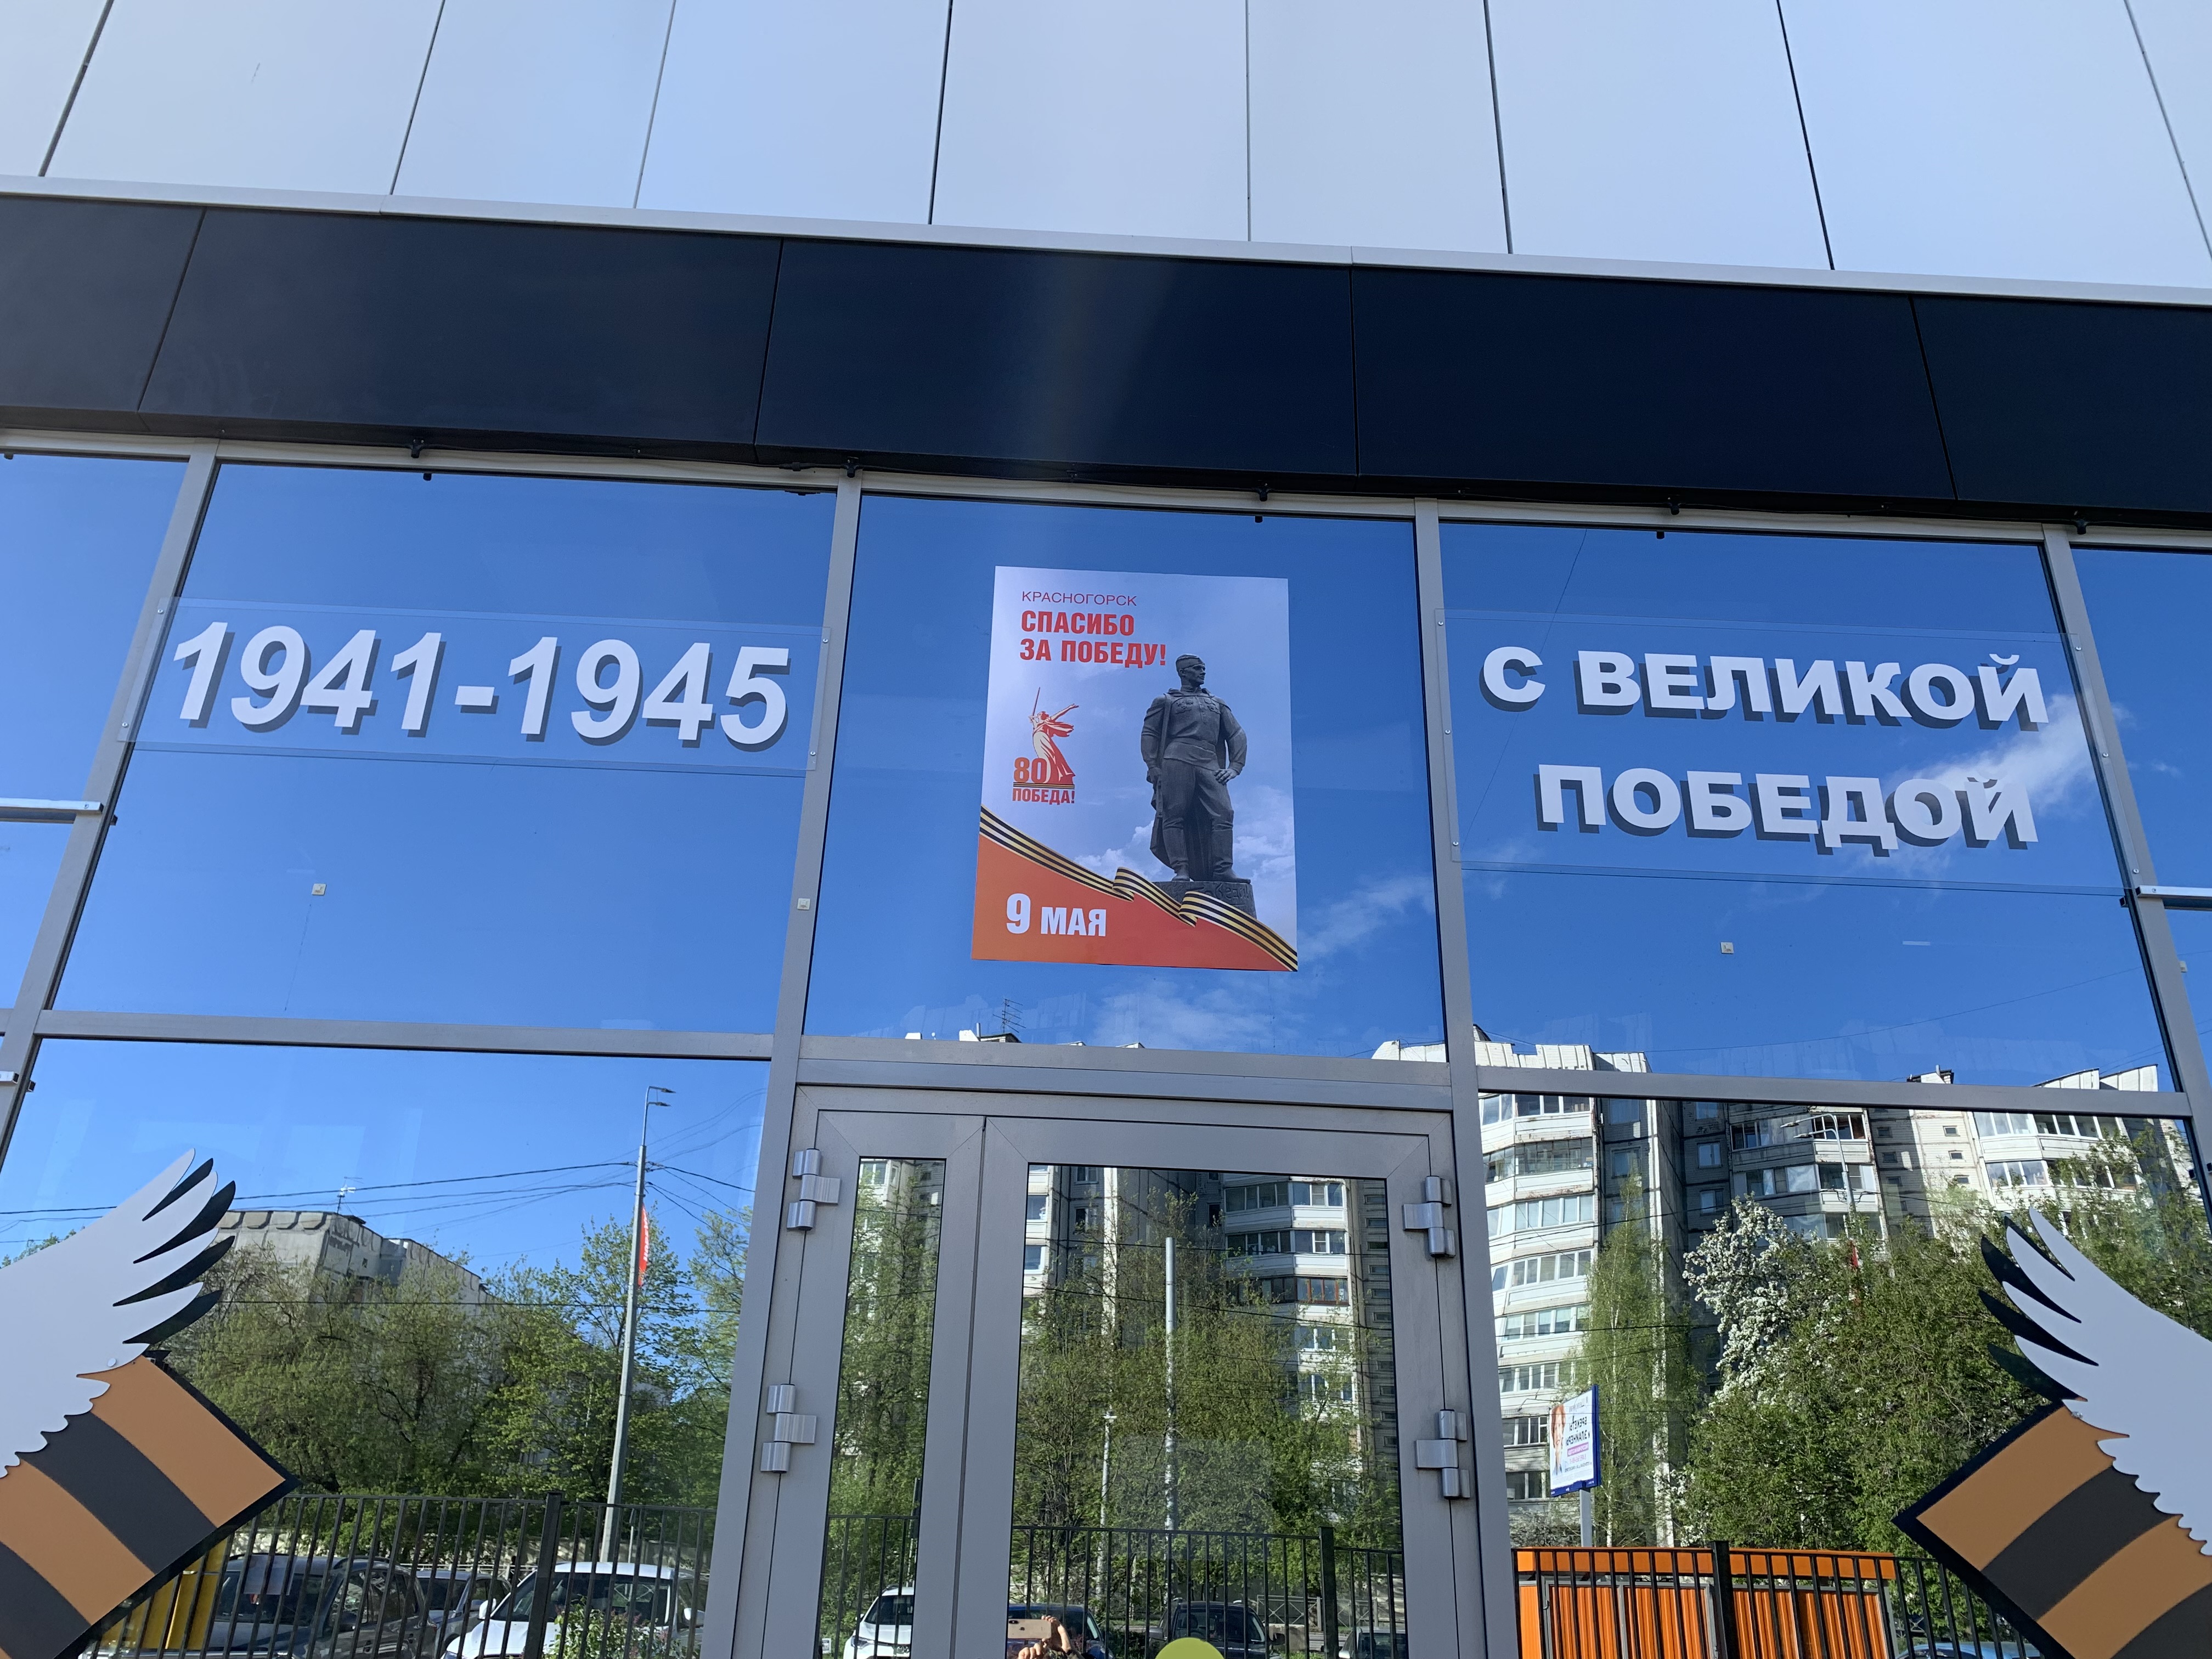 1941-1945
КРАСНОГОРСК
СПАСИБО
ЗА ПОБЕДУ!
80
ПОБЕДА!
9 МАЯ
С ВЕЛИКОЙ
ПОБЕДОЙ